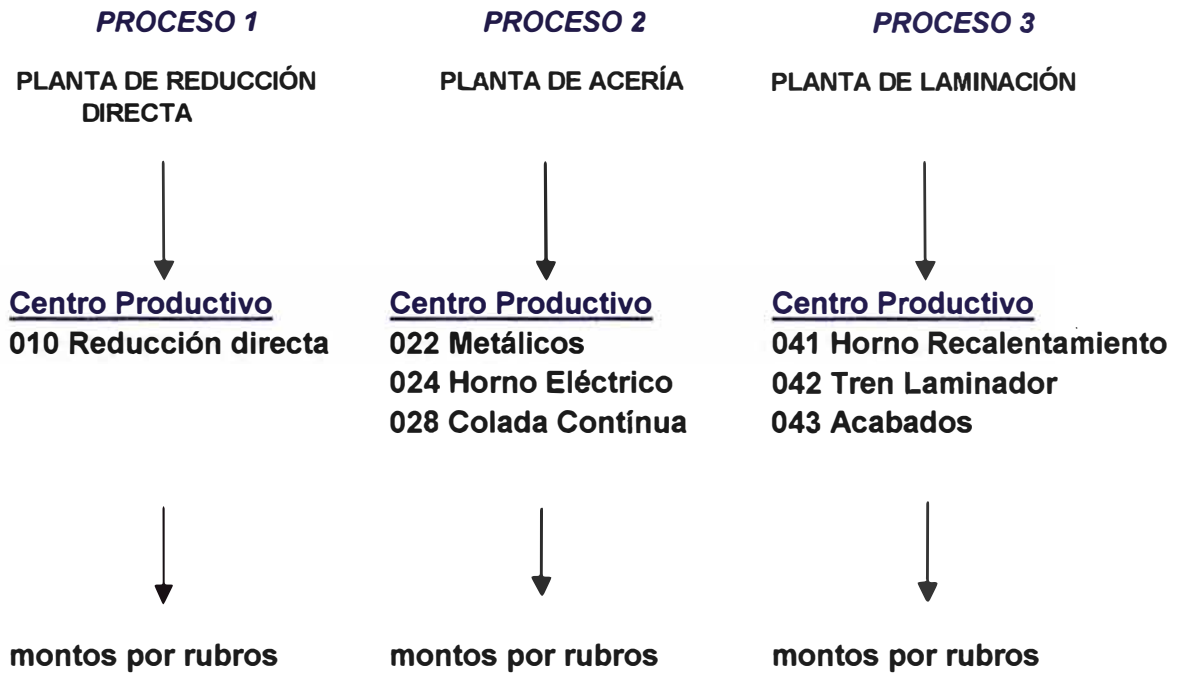 PROCESO 1
PLANTA DE REDUCCIÓN
DIRECTA
Centro Productivo
010 Reducción directa
montos por rubros
PROCESO 2
PLANTA DE ACERÍA
Centro Productivo
022 Metálicos
024 Horno Eléctrico
028 Colada Contínua
montos por rubros
PROCESO 3
PLANTA DE LAMINACIÓN
Centro Productivo
041 Horno Recalentamiento
042 Tren Laminador
043 Acabados
montos por rubros